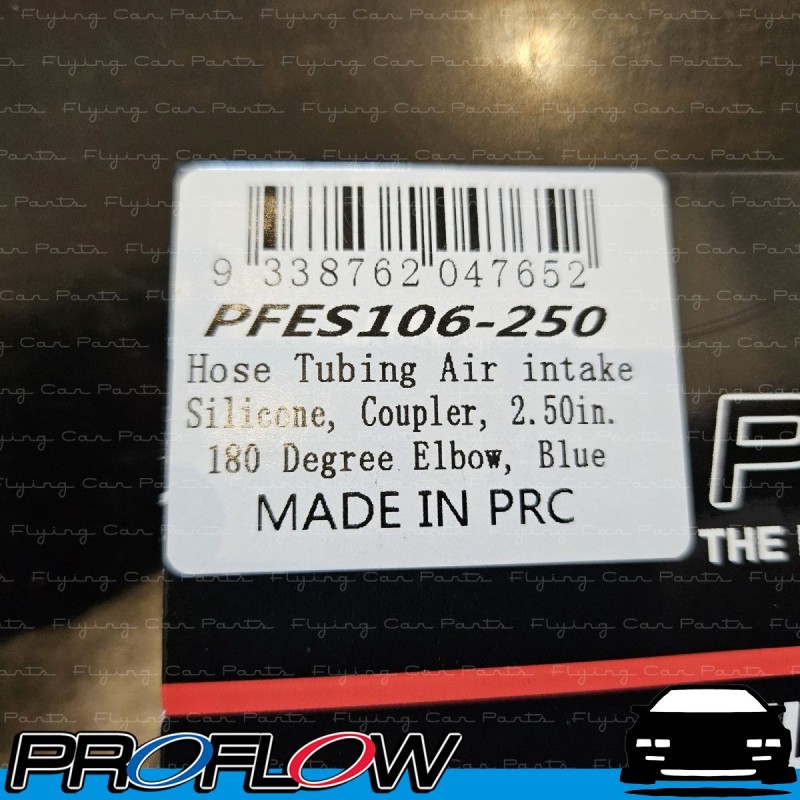 Flying Car Parts
9 338762 047652
PFES106-250
Hose Tubing Air intake
Silicone, Coupler, 2.50in.
180 Degree Elbow, Blue
MADE IN PRC
P
THE
PROFLOW